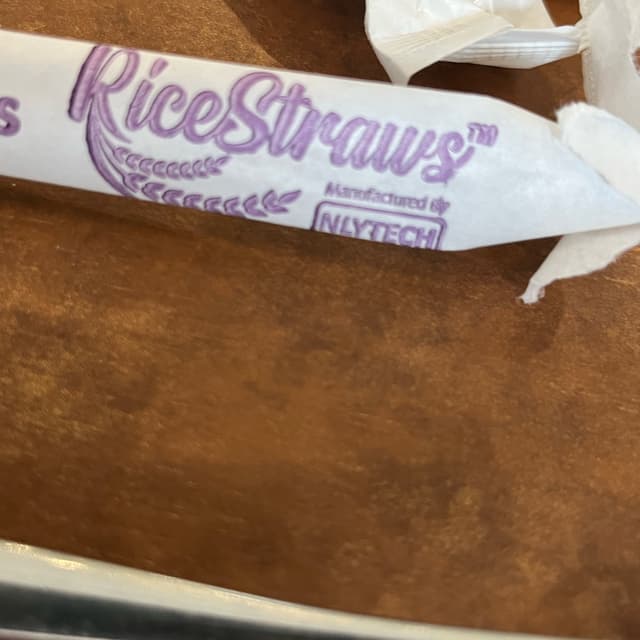 RiceStraws™
Manufactured By
NLYTECH